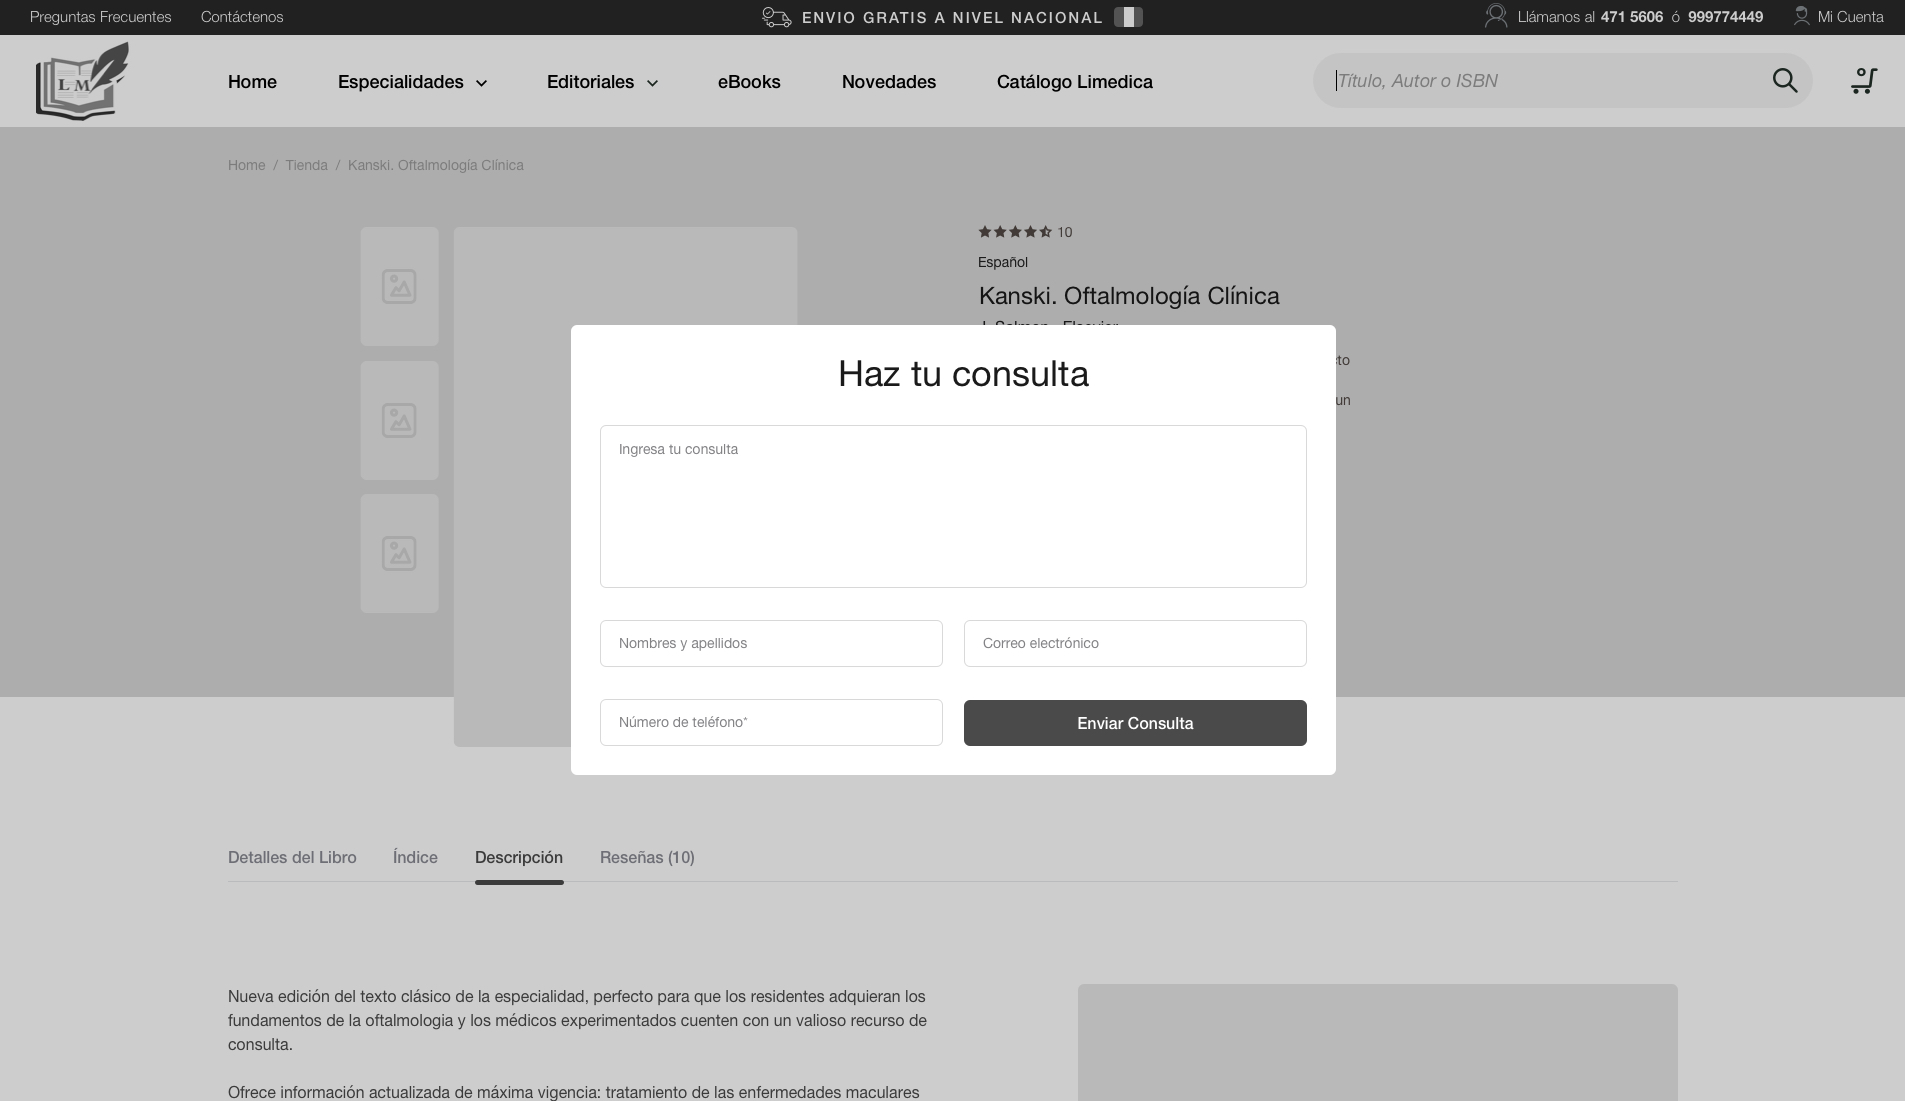 Preguntas Frecuentes Contáctenos ENVIO GRATIS A NIVEL NACIONAL Llámanos al 471 5606 ó 999774449 Mi Cuenta
LM Home Especialidades Editoriales eBooks Novedades Catálogo Limedica Título, Autor o ISBN 0
Home / Tienda / Kanski. Oftalmología Clínica
10
Español
Kanski. Oftalmología Clínica
Haz tu consulta
Ingresa tu consulta
Nombres y apellidos Correo electrónico
Número de teléfono* Enviar Consulta
Detalles del Libro Índice Descripción Reseñas (10)
Nueva edición del texto clásico de la especialidad, perfecto para que los residentes adquieran los
fundamentos de la oftalmologia y los médicos experimentados cuenten con un valioso recurso de
consulta.
Ofrece información actualizada de máxima vigencia: tratamiento de las enfermedades maculares